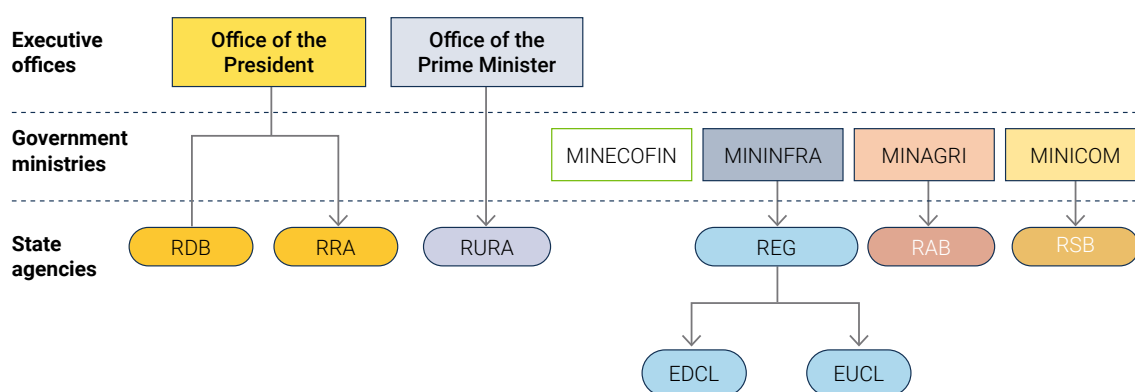 Executive
offices
Office of the
President
Office of the
Prime Minister
Government
ministries
MINECOFIN
MININFRA
MINAGRI
MINICOM
State
agencies
RDB
RRA
RURA
REG
RAB
RSB
EDCL
EUCL